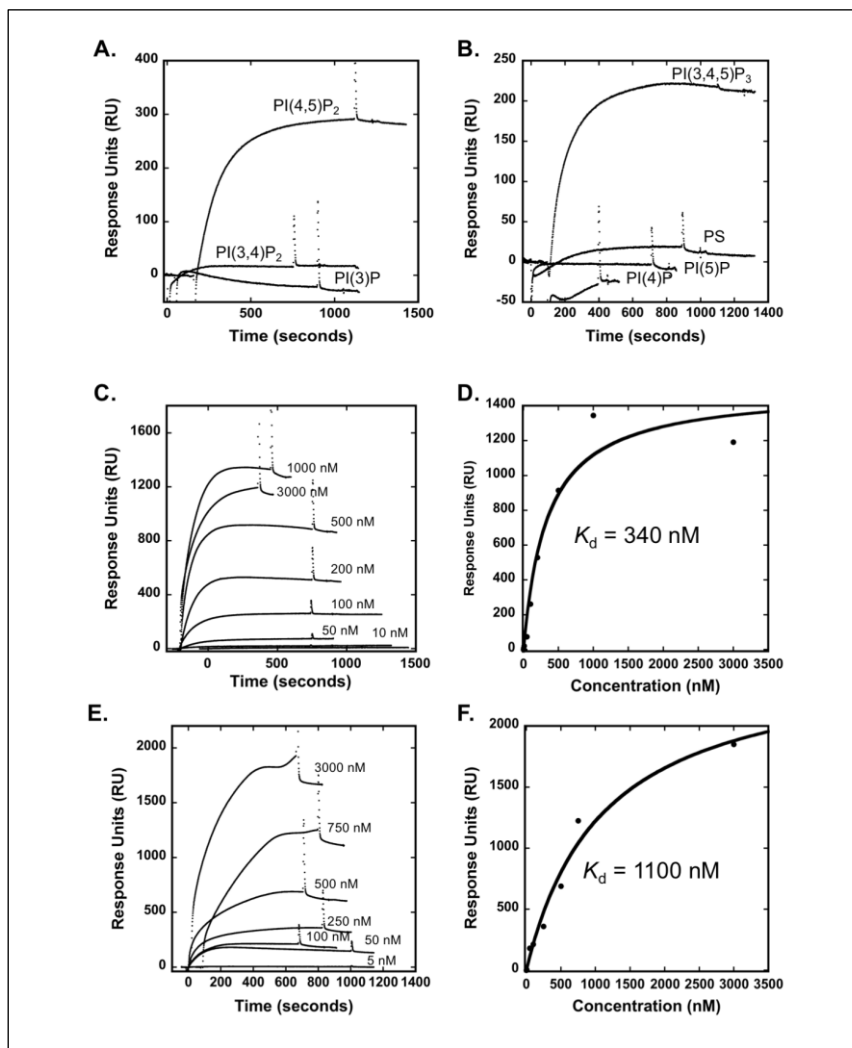 A.
400
300
200
100
0
Response Units (RU)
PI(4,5)P2
PI(3,4)P2
PI(3)P
0 500 1000 1500
Time (seconds)
B.
250
200
150
100
50
0
-50
Response Units (RU)
PI(3,4,5)P3
PS
PI(5)P
PI(4)P
0 200 400 600 800 1000 1200 1400
Time (seconds)
C.
1600
1200
800
400
0
Response Units (RU)
1000 nM
3000 nM
500 nM
200 nM
100 nM
50 nM 10 nM
0 500 1000 1500
Time (seconds)
D.
1400
1200
1000
800
600
400
200
0
Response Units (RU)
Kd = 340 nM
0 500 1000 1500 2000 2500 3000 3500
Concentration (nM)
E.
2000
1500
1000
500
0
Response Units (RU)
3000 nM
750 nM
500 nM
250 nM
100 nM 50 nM
5 nM
0 200 400 600 800 1000 1200 1400
Time (seconds)
F.
2000
1500
1000
500
0
Response Units (RU)
Kd = 1100 nM
0 500 1000 1500 2000 2500 3000 3500
Concentration (nM)